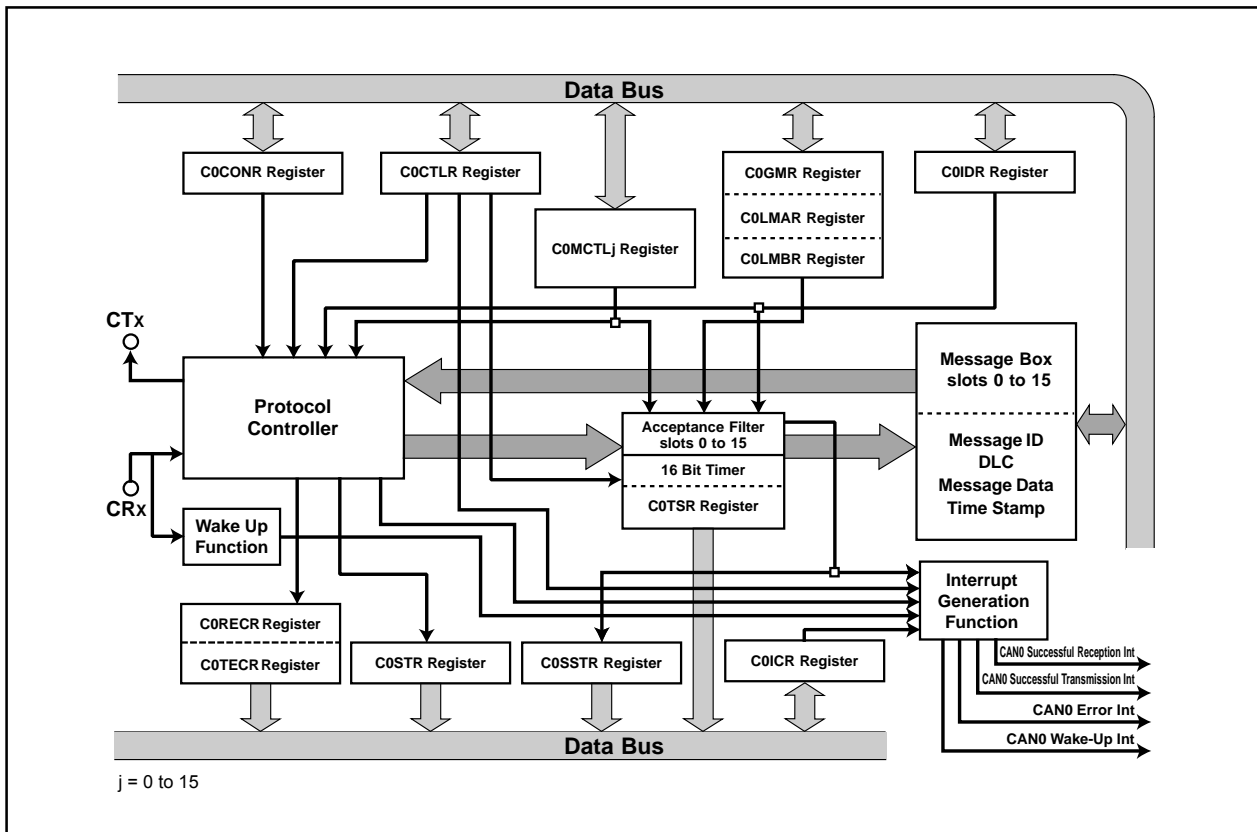 Data Bus
C0CONR Register
C0CTLR Register
C0MCTLj Register
C0GMR Register
C0LMAR Register
C0LMBR Register
C0IDR Register
CTX
Protocol
Controller
CRX
Wake Up
Function
Acceptance Filter
slots 0 to 15
16 Bit Timer
C0TSR Register
Message Box
slots 0 to 15
Message ID
DLC
Message Data
Time Stamp
C0RECR Register
C0TECR Register
C0STR Register
C0SSTR Register
C0ICR Register
Interrupt
Generation
Function
CAN0 Successful Reception Int
CAN0 Successful Transmission Int
CAN0 Error Int
CAN0 Wake-Up Int
Data Bus
j = 0 to 15